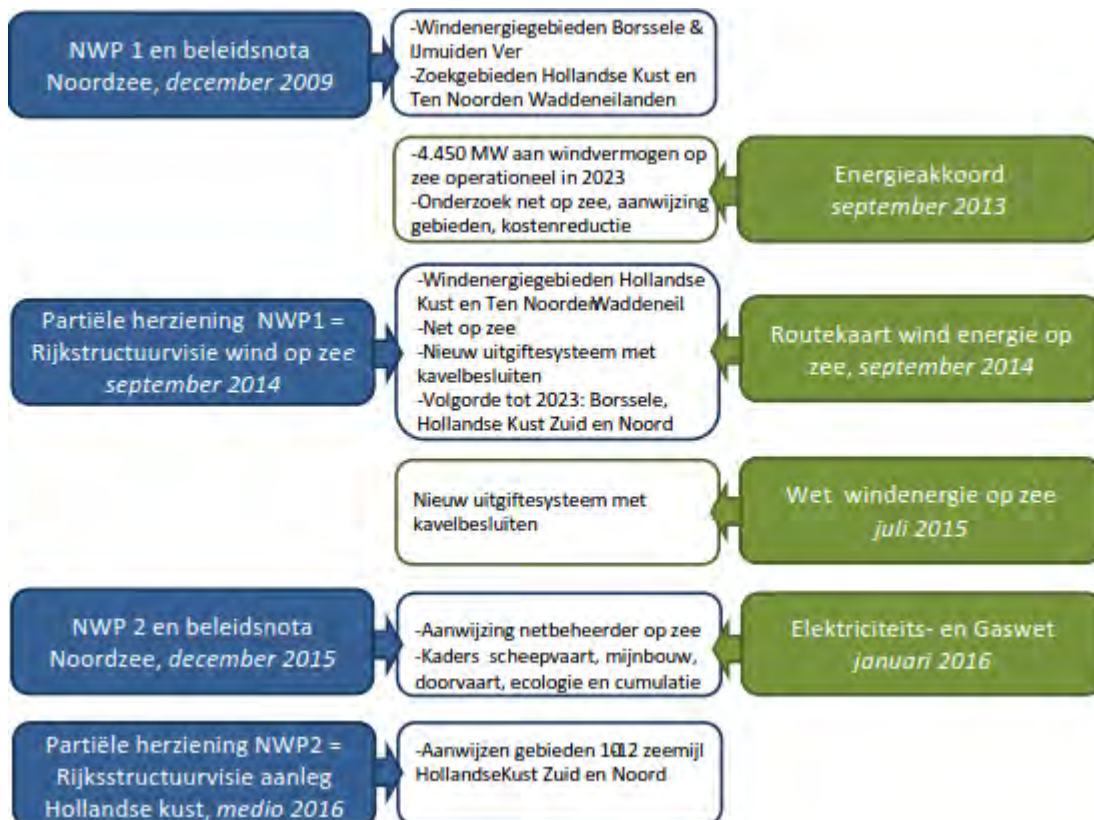 NWP 1 en beleidsnota
Noordzee, december 2009
-Windenergiegebieden Borssele &
IJmuiden Ver
-Zoekgebieden Hollandse Kust en
Ten Noorden Waddeneilanden
-4.450 MW aan windvermogen op
zee operationeel in 2023
-Onderzoek net op zee, aanwijzing
gebieden, kostenreductie
Energieakkoord
september 2013
Partiële herziening NWP1 =
Rijkstructuurvisie wind op zee
september 2014
-Windenergiegebieden Hollandse
Kust en Ten NoordenWaddeneil
-Net op zee
-Nieuw uitgiftesysteem met
kavelbesluiten
-Volgorde tot 2023: Borssele,
Hollandse Kust Zuid en Noord
Routekaart wind energie op
zee, september 2014
Nieuw uitgiftesysteem met
kavelbesluiten
Wet windenergie op zee
juli 2015
NWP 2 en beleidsnota
Noordzee, december 2015
-Aanwijzing netbeheerder op zee
-Kaders scheepvaart, mijnbouw,
doorvaart, ecologie en cumulatie
Elektriciteits- en Gaswet
januari 2016
Partiële herziening NWP2 =
Rijksstructuurvisie aanleg
Hollandse kust, medio 2016
-Aanwijzen gebieden 10-12 zeemijl
HollandseKust Zuid en Noord